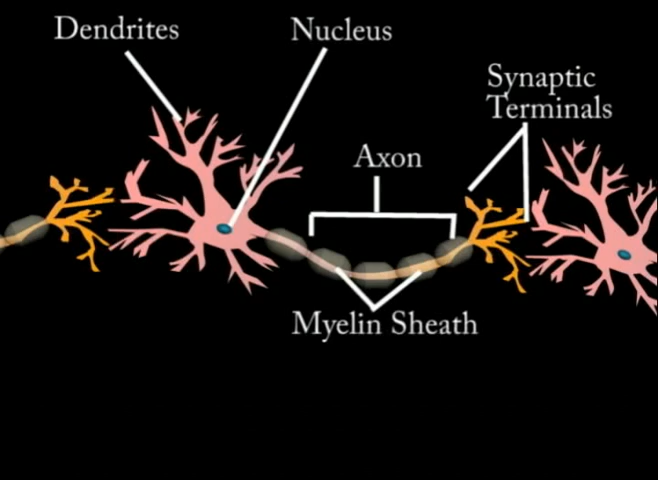 Dendrites
Nucleus
Synaptic
Terminals
Axon
Myelin Sheath